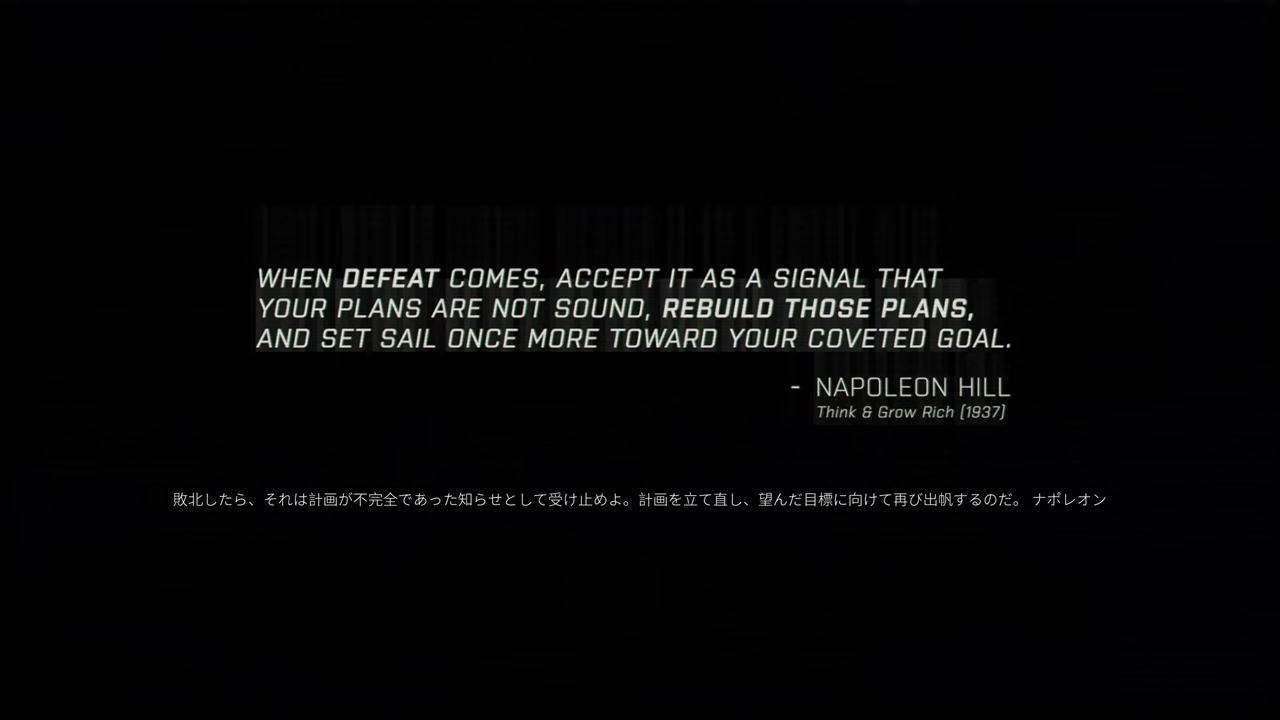 WHEN DEFEAT COMES, ACCEPT IT AS A SIGNAL THAT
YOUR PLANS ARE NOT SOUND, REBUILD THOSE PLANS,
AND SET SAIL ONCE MORE TOWARD YOUR COVETED GOAL.
- NAPOLEON HILL
Think & Grow Rich (1937)
敗北したら、それは計画が不完全であった知らせとして受け止めよ。計画を立て直し、望んだ目標に向けて再び出帆するのだ。 ナポレオン